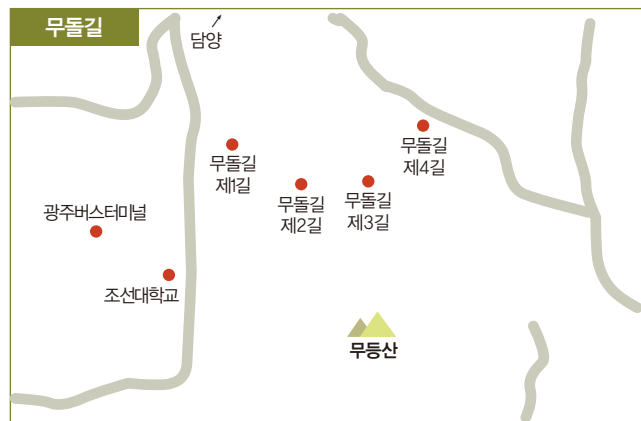 무돌길
담양
무돌길
제1길
무돌길
제2길
무돌길
제3길
무돌길
제4길
광주버스터미널
조선대학교
무등산